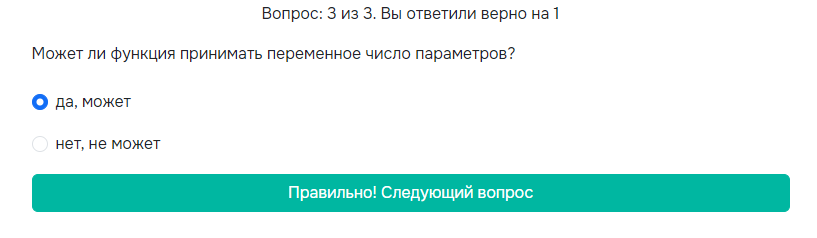 Вопрос: 3 из 3. Вы ответили верно на 1
Может ли функция принимать переменное число параметров?
да, может
нет, не может
Правильно! Следующий вопрос